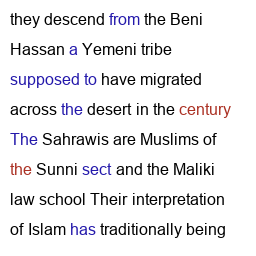 they descend from the Beni
Hassan a Yemeni tribe
supposed to have migrated
across the desert in the century
The Sahrawis are Muslims of
the Sunni sect and the Maliki
law school Their interpretation
of Islam has traditionally being